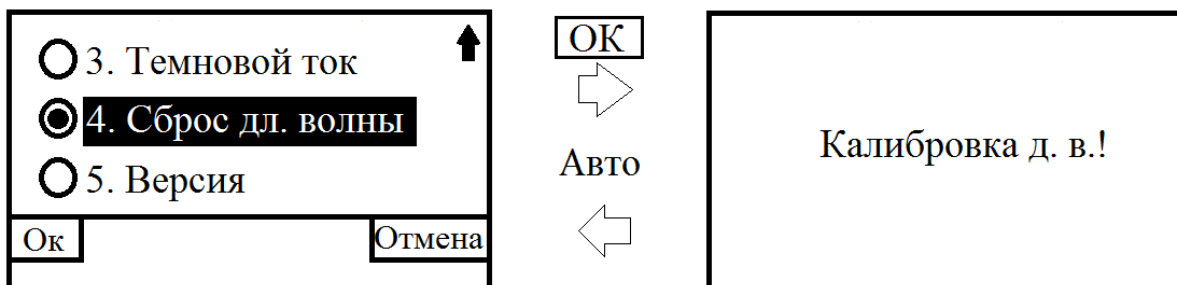 3. Темновой ток
4. Сброс дл. волны
5. Версия
Ок
Отмена
ОК
Авто
Калибровка д. в.!